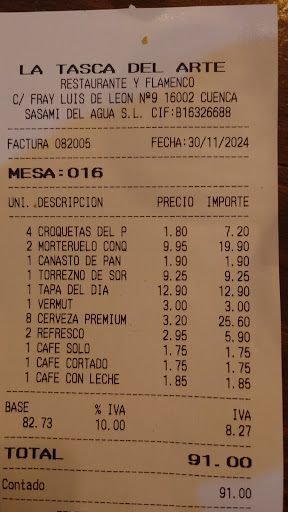 LA TASCA DEL ARTE
RESTAURANTE Y FLAMENCO
C/ FRAY LUIS DE LEON Nº9 16002 CUENCA
SASAMI DEL AGUA S.L. CIF:B16326688
FACTURA 082005 FECHA:30/11/2024
MESA:016
UNI..DESCRIPCION PRECIO IMPORTE
4 CROQUETAS DEL P 1.80 7.20
2 MORTERUELO CONQ 9.95 19.90
1 CANASTO DE PAN 1.90 1.90
1 TORREZNO DE SOR 9.25 9.25
1 TAPA DEL DIA 12.90 12.90
1 VERMUT 3.00 3.00
8 CERVEZA PREMIUM 3.20 25.60
2 REFRESCO 2.95 5.90
1 CAFE SOLO 1.75 1.75
1 CAFE CORTADO 1.75 1.75
1 CAFE CON LECHE 1.85 1.85
BASE % IVA IVA
82.73 10.00 8.27
TOTAL 91.00
Contado 91.00